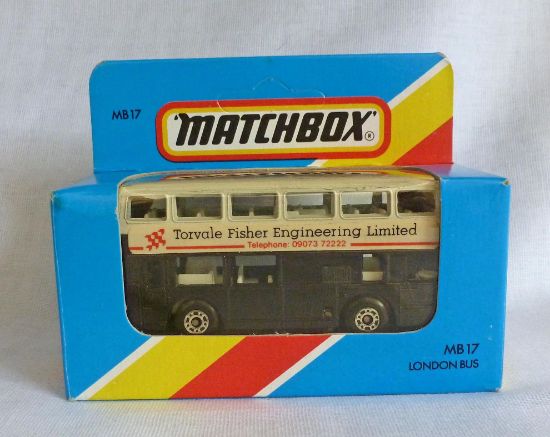 MB17
"MATCHBOX"®
Torvale Fisher Engineering Limited
Telephone: 09073 72222
MB17
LONDON BUS